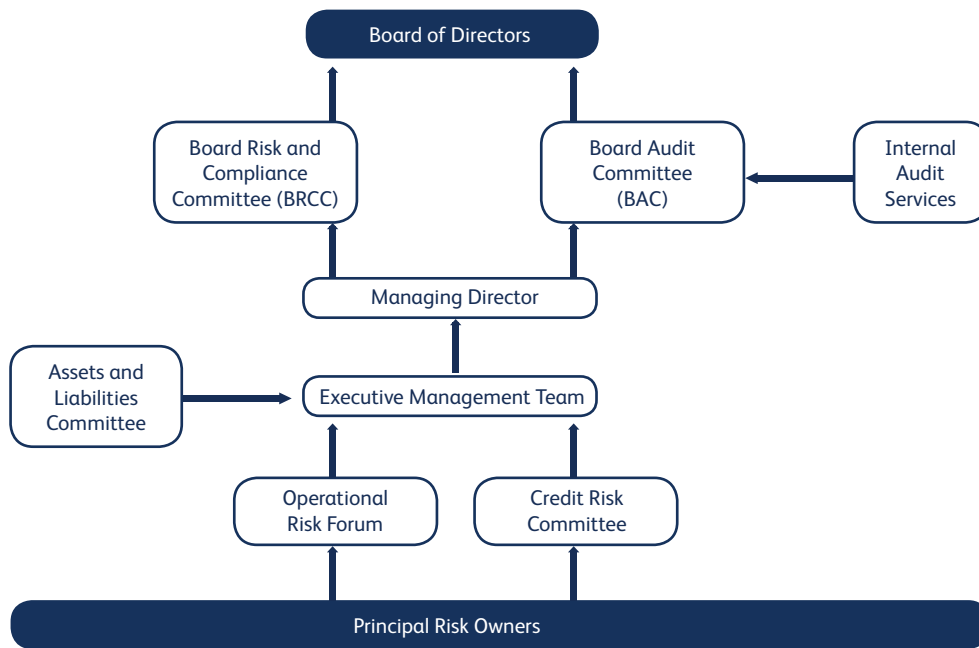 Board of Directors
Board Risk and
Compliance
Committee (BRCC)
Board Audit
Committee
(BAC)
Internal
Audit
Services
Managing Director
Assets and
Liabilities
Committee
Executive Management Team
Operational
Risk Forum
Credit Risk
Committee
Principal Risk Owners